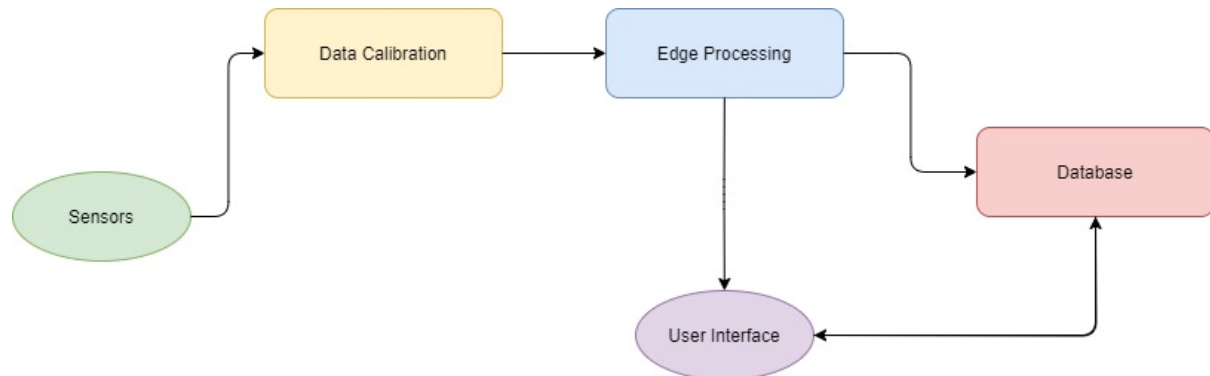 Data Calibration
Edge Processing
Database
Sensors
User Interface